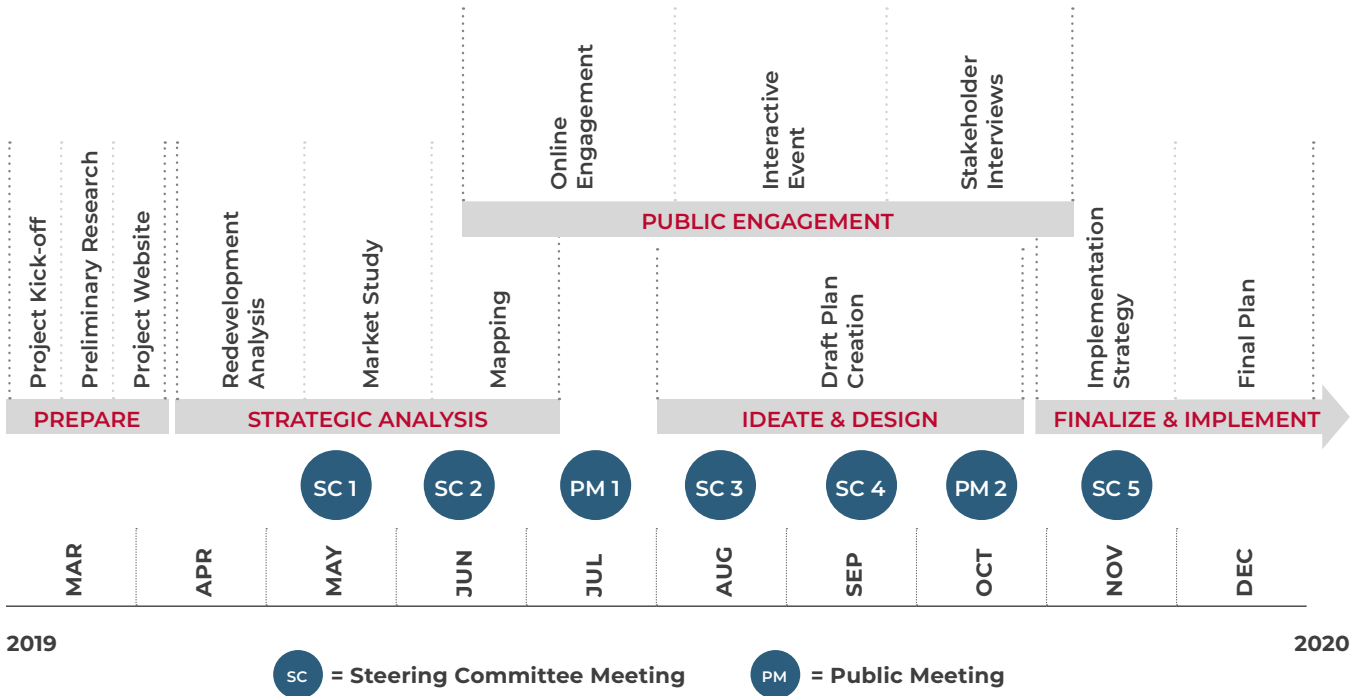 Online
Engagement
Interactive
Event
Stakeholder
Interviews
PUBLIC ENGAGEMENT
Project Kick-off
Preliminary Research
Project Website
Redevelopment
Analysis
Market Study
Mapping
Draft Plan
Creation
Implementation
Strategy
Final Plan
PREPARE
STRATEGIC ANALYSIS
IDEATE & DESIGN
FINALIZE & IMPLEMENT
SC 1
SC 2
PM 1
SC 3
SC 4
PM 2
SC 5
MAR
APR
MAY
JUN
JUL
AUG
SEP
OCT
NOV
DEC
2019
2020
SC = Steering Committee Meeting
PM = Public Meeting